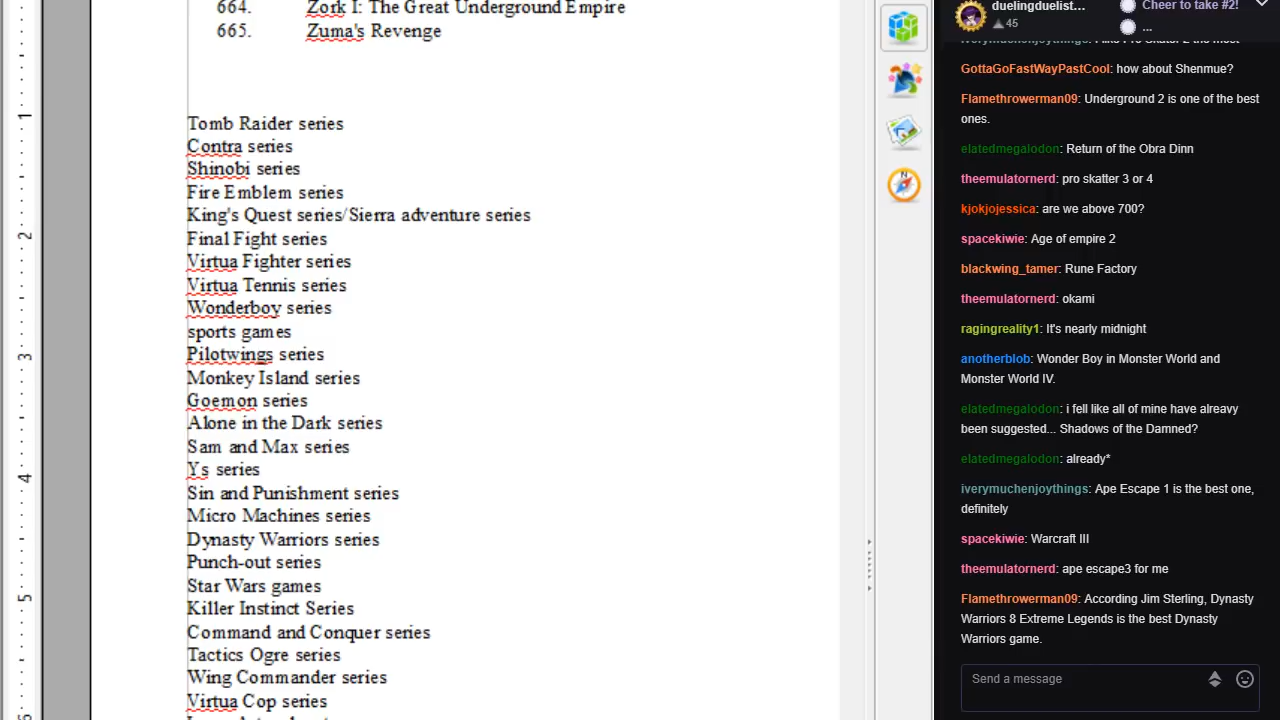 664. Zork I: The Great Underground Empire
665. Zuma's Revenge
Tomb Raider series
Contra series
Shinobi series
Fire Emblem series
King's Quest series/Sierra adventure series
Final Fight series
Virtua Fighter series
Virtua Tennis series
Wonderboy series
sports games
Pilotwings series
Monkey Island series
Goemon series
Alone in the Dark series
Sam and Max series
Ys series
Sin and Punishment series
Micro Machines series
Dynasty Warriors series
Punch-out series
Star Wars games
Killer Instinct Series
Command and Conquer series
Tactics Ogre series
Wing Commander series
Virtua Cop series
1
2
3
4
5
N
duelingduelist...
45
Cheer to take #2!
...
GottaGoFastWayPastCool: how about Shenmue?
Flamethrowerman09: Underground 2 is one of the best
ones.
elatedmegalodon: Return of the Obra Dinn
theemulatornerd: pro skatter 3 or 4
kjokjojessica: are we above 700?
spacekiwie: Age of empire 2
blackwing_tamer: Rune Factory
theemulatornerd: okami
ragingreality1: It's nearly midnight
anotherblob: Wonder Boy in Monster World and
Monster World IV.
elatedmegalodon: i fell like all of mine have alreavy
been suggested... Shadows of the Damned?
elatedmegalodon: already*
iverymuchenjoythings: Ape Escape 1 is the best one,
definitely
spacekiwie: Warcraft III
theemulatornerd: ape escape3 for me
Flamethrowerman09: According Jim Sterling, Dynasty
Warriors 8 Extreme Legends is the best Dynasty
Warriors game.
Send a message